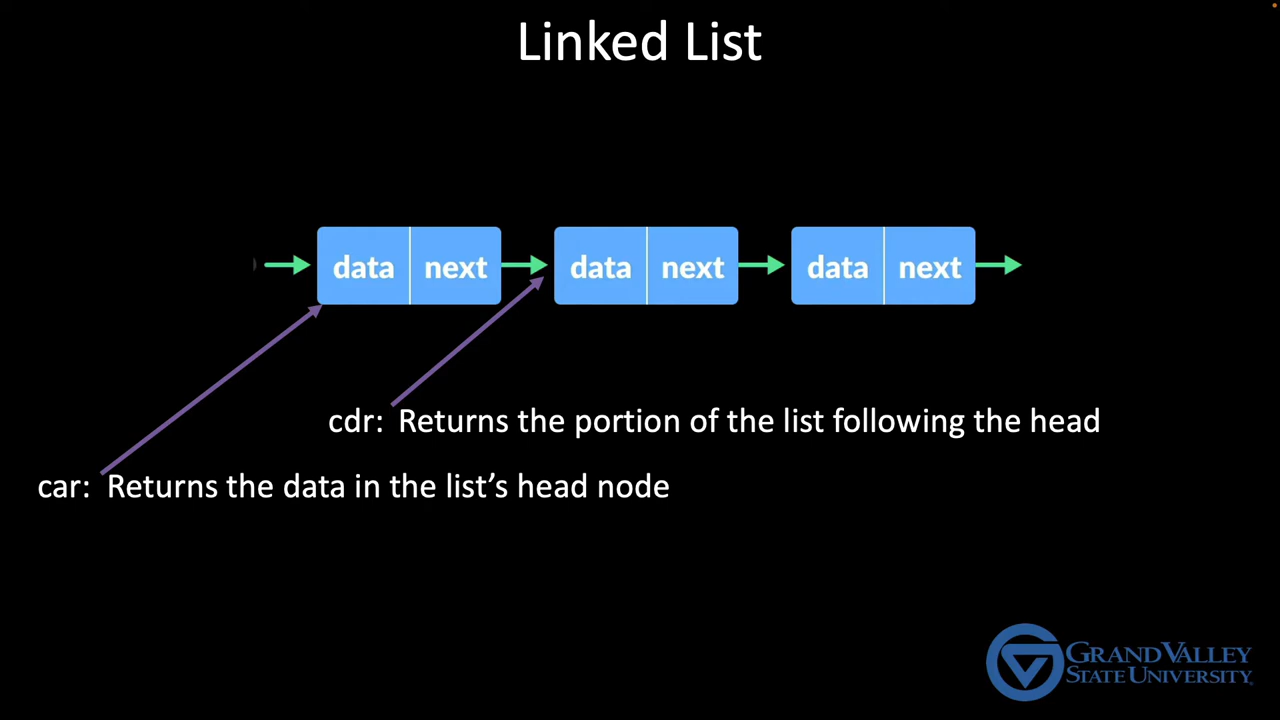 Linked List
data next data next data next
cdr: Returns the portion of the list following the head
car: Returns the data in the list’s head node
GRAND VALLEY
STATE UNIVERSITY